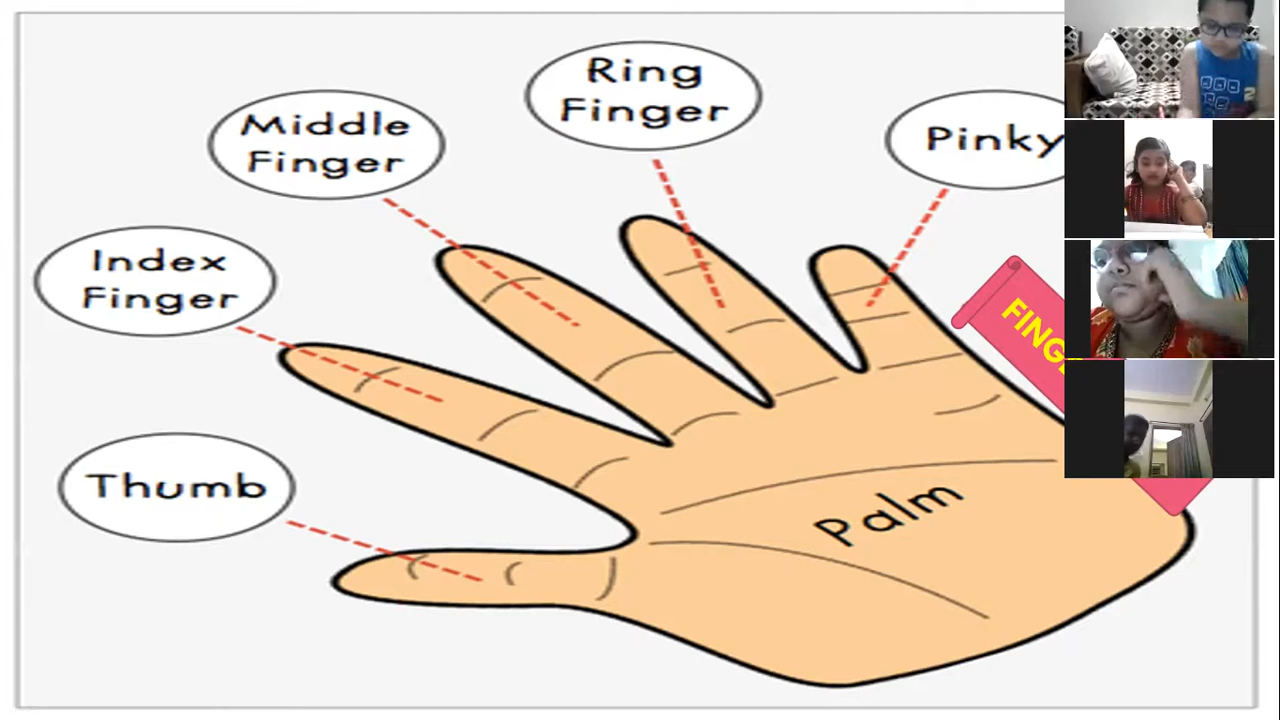 Ring
Finger
Middle
Finger
Pinky
Index
Finger
Thumb
Palm